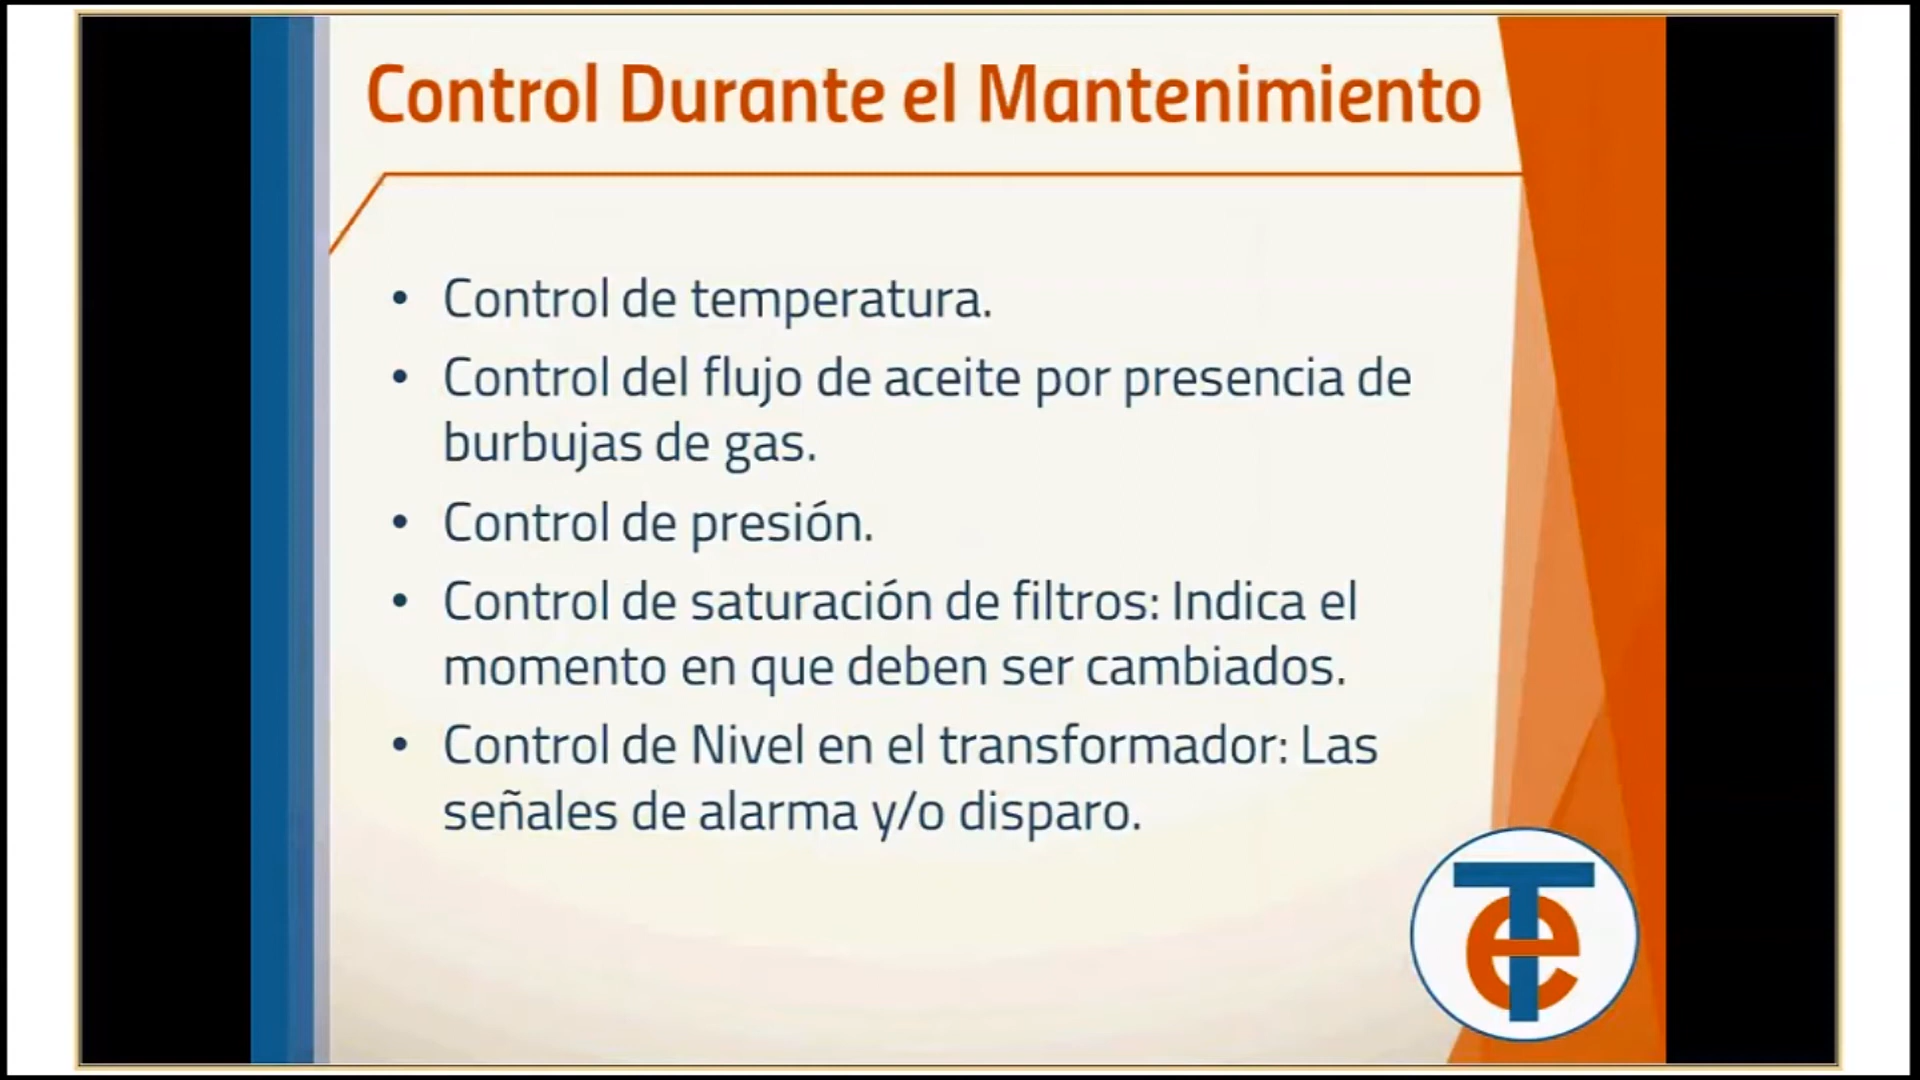 Control Durante el Mantenimiento
• Control de temperatura.
• Control del flujo de aceite por presencia de
burbujas de gas.
• Control de presión.
• Control de saturación de filtros: Indica el
momento en que deben ser cambiados.
• Control de Nivel en el transformador: Las
señales de alarma y/o disparo.
Te